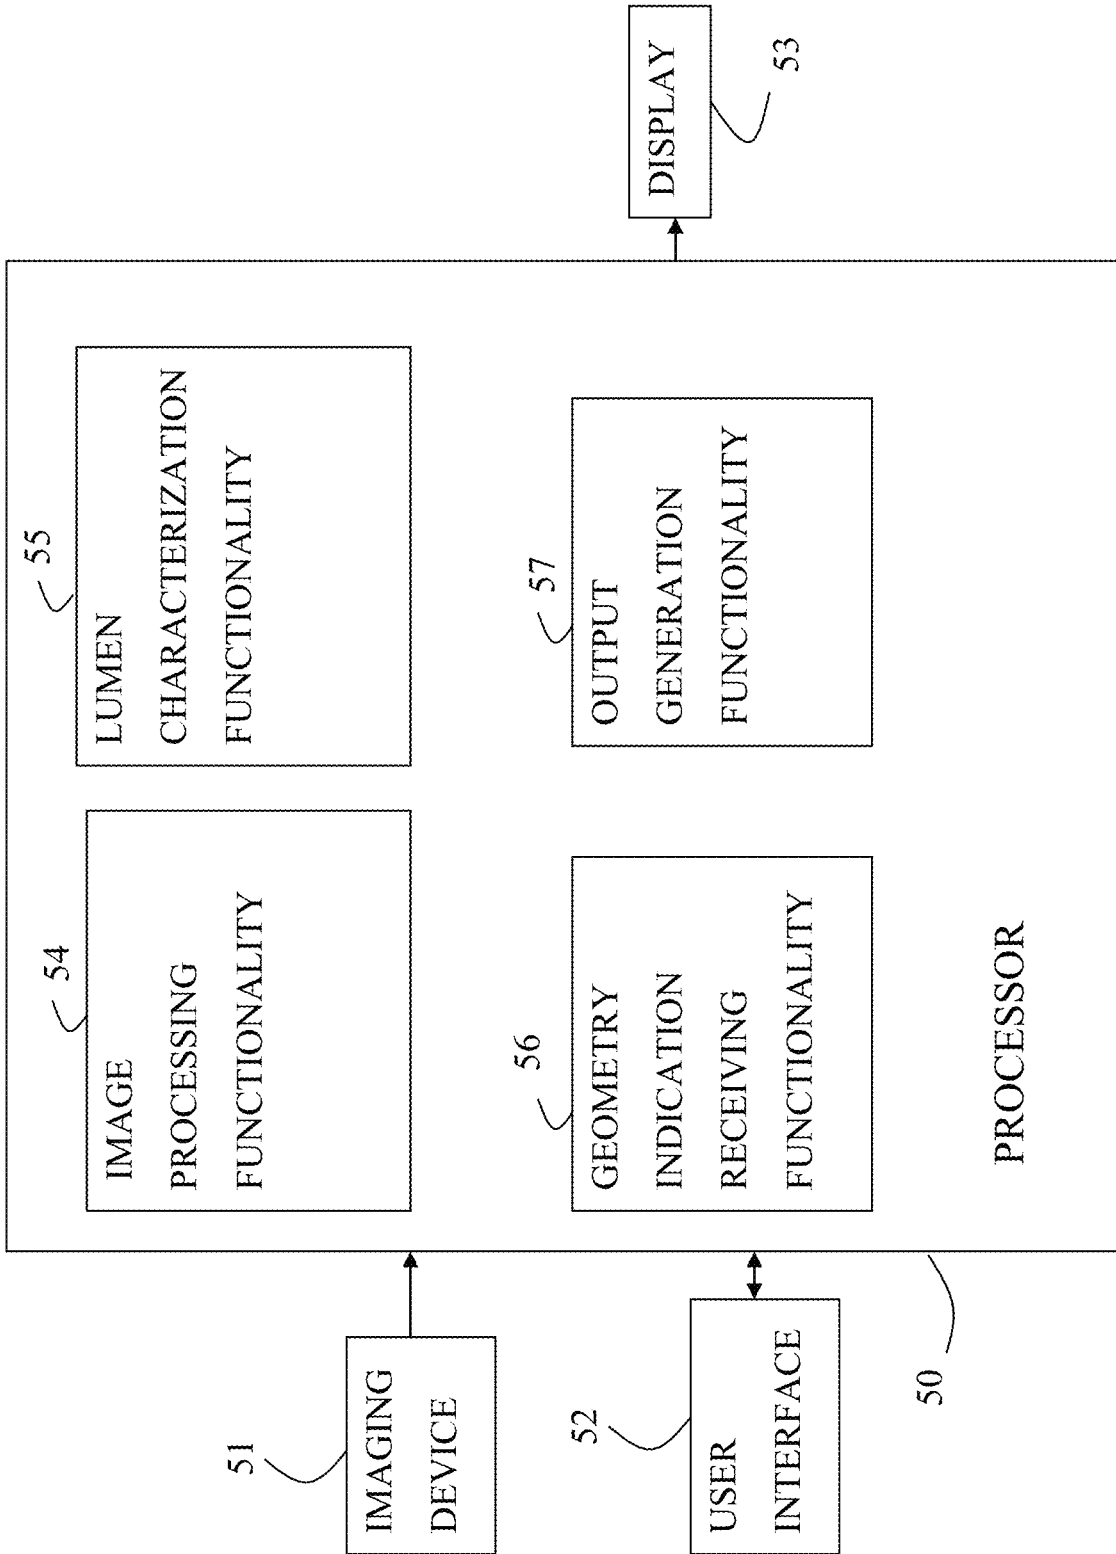 51
IMAGING
DEVICE
52
USER
INTERFACE
54
IMAGE
PROCESSING
FUNCTIONALITY
55
LUMEN
CHARACTERIZATION
FUNCTIONALITY
56
GEOMETRY
INDICATION
RECEIVING
FUNCTIONALITY
57
OUTPUT
GENERATION
FUNCTIONALITY
PROCESSOR
50
DISPLAY
53